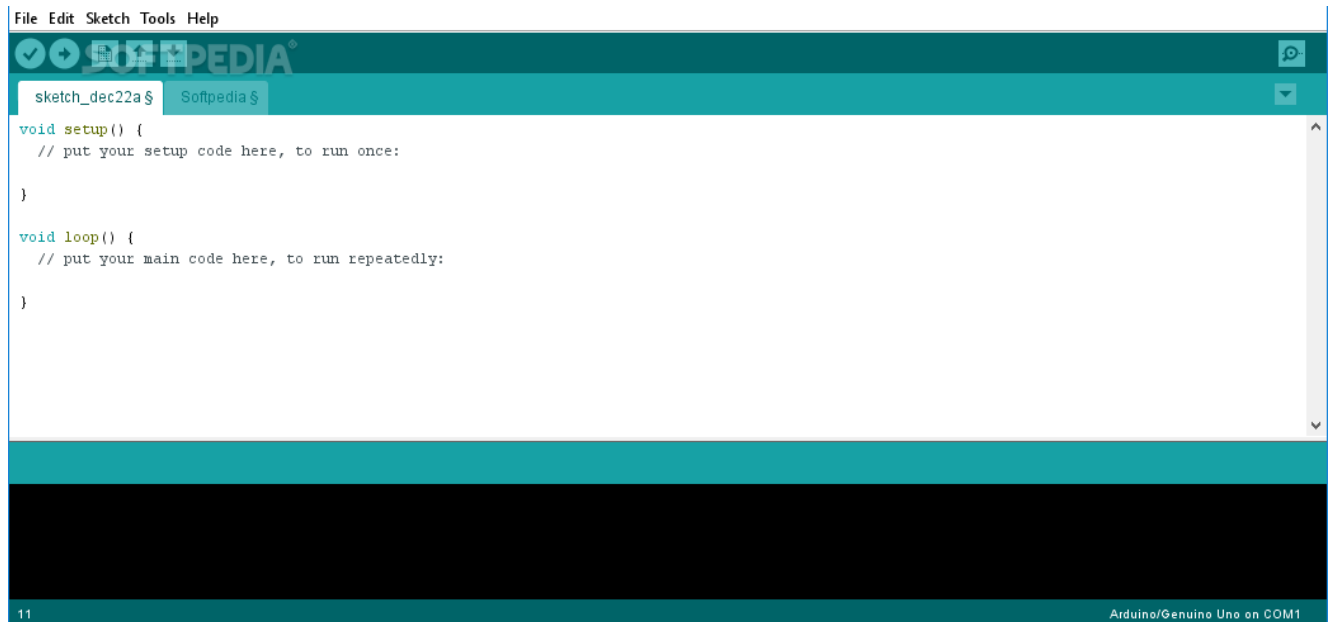 File Edit Sketch Tools Help
SOFTPEDIA®
sketch_dec22a § Softpedia §
void setup() {
  // put your setup code here, to run once:
}
void loop() {
  // put your main code here, to run repeatedly:
}
11 Arduino/Genuino Uno on COM1